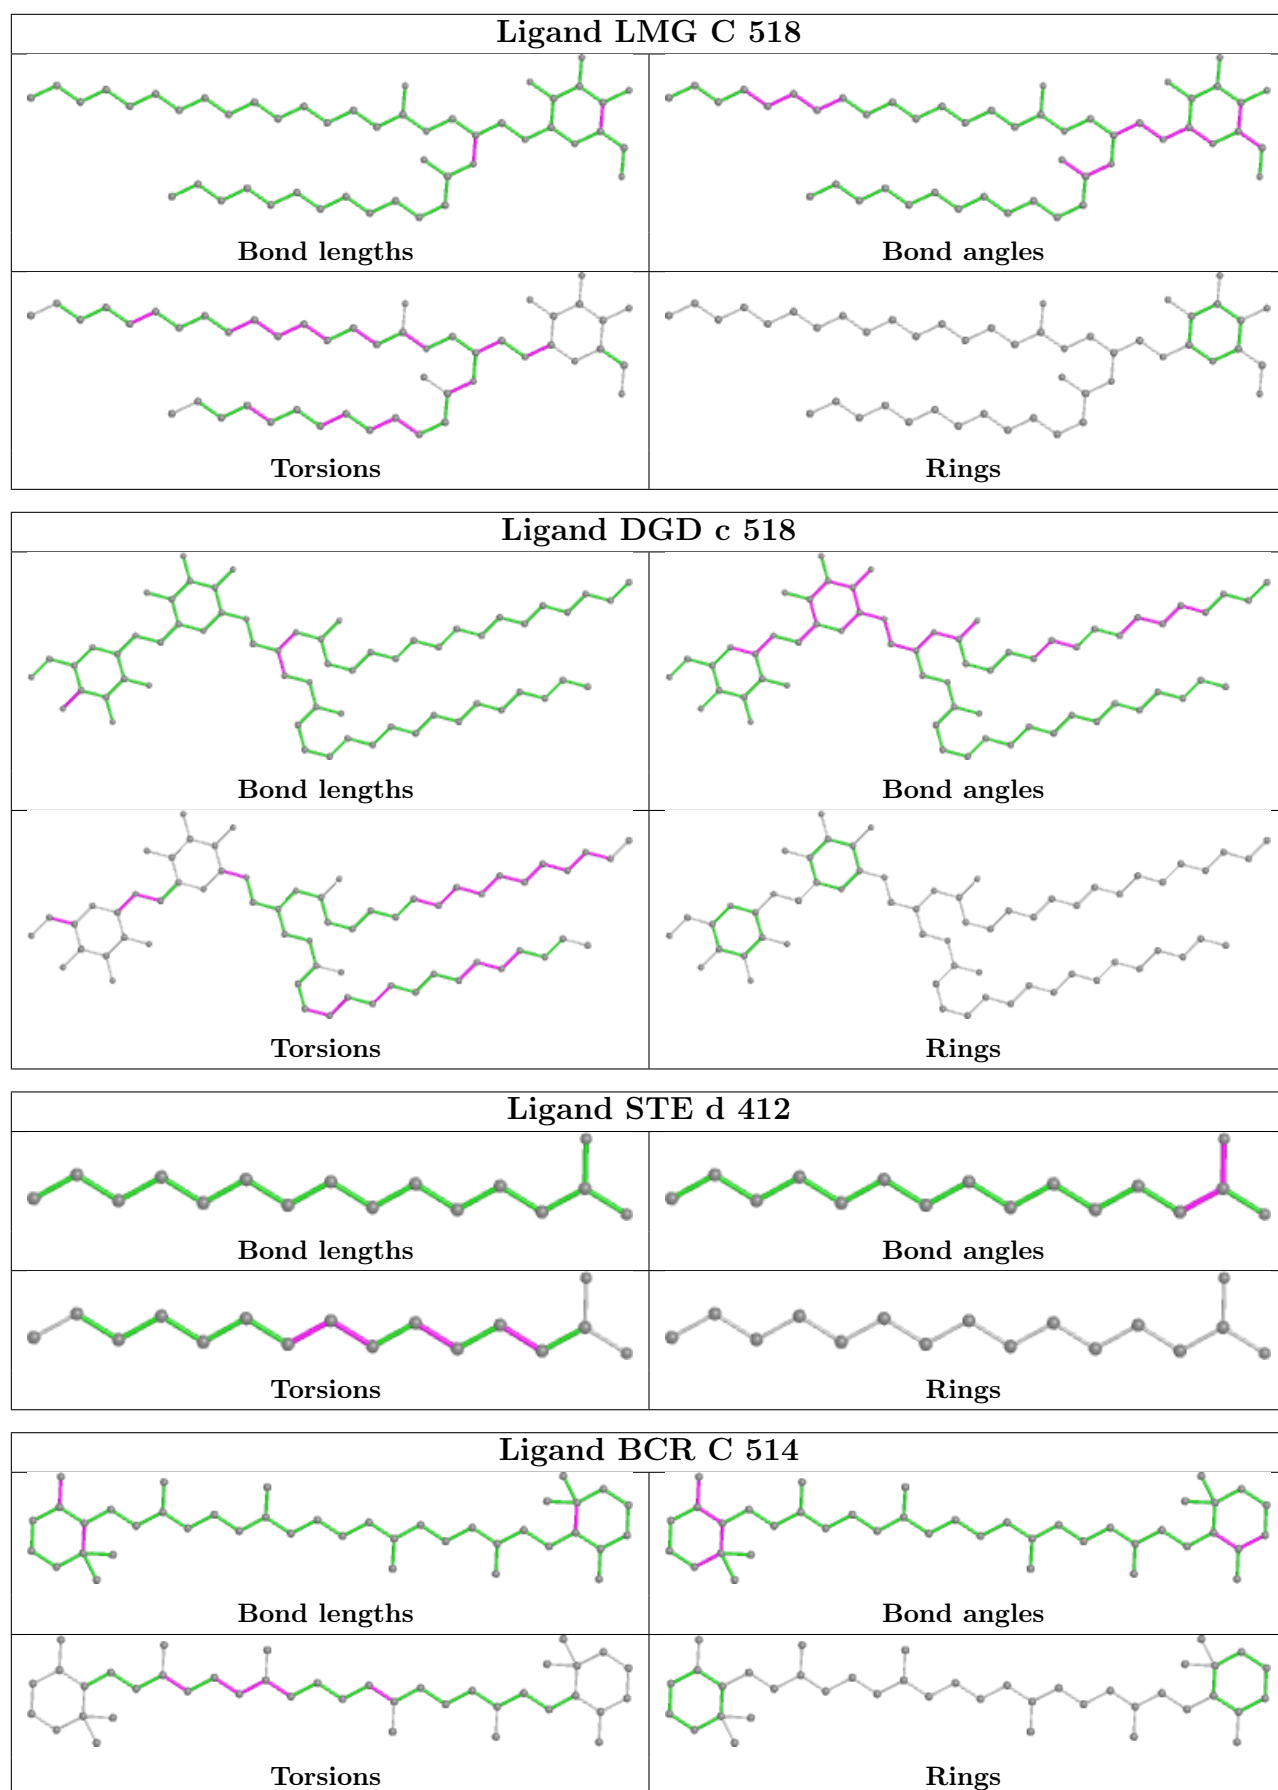 Ligand LMG C 518
Bond lengths
Bond angles
Torsions
Rings
Ligand DGD c 518
Bond lengths
Bond angles
Torsions
Rings
Ligand STE d 412
Bond lengths
Bond angles
Torsions
Rings
Ligand BCR C 514
Bond lengths
Bond angles
Torsions
Rings